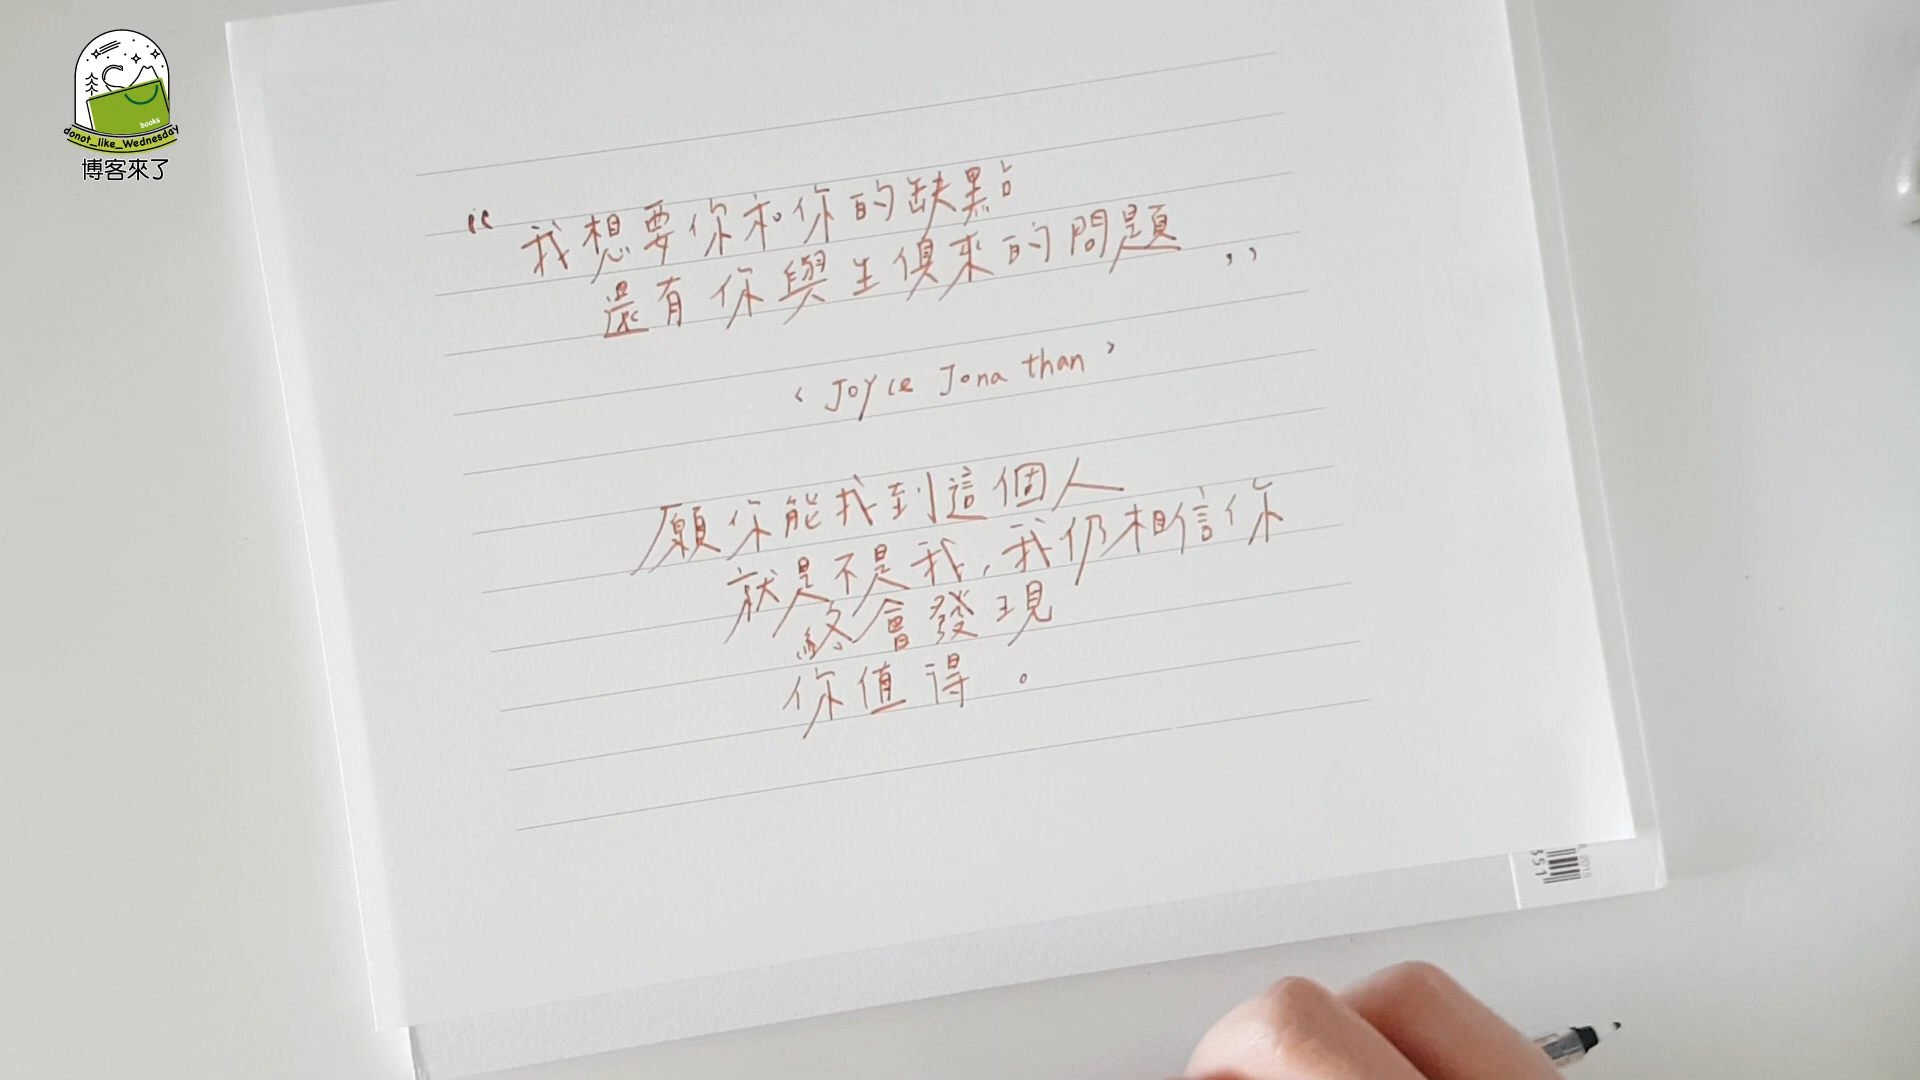 books
donot_like_Wednesday
博客來了
“我想要你和你的缺點
還有你與生俱來的問題”
< Joyce Jonathan >
願你能找到這個人
就是不是我,我仍相信你
終會發現
你值得。
551